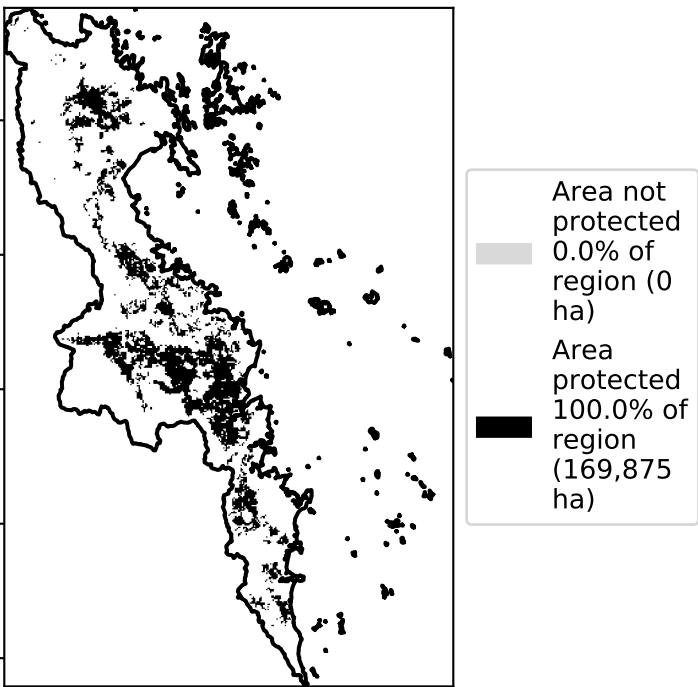 Area not
protected
0.0% of
region (0
ha)
Area
protected
100.0% of
region
(169,875
ha)